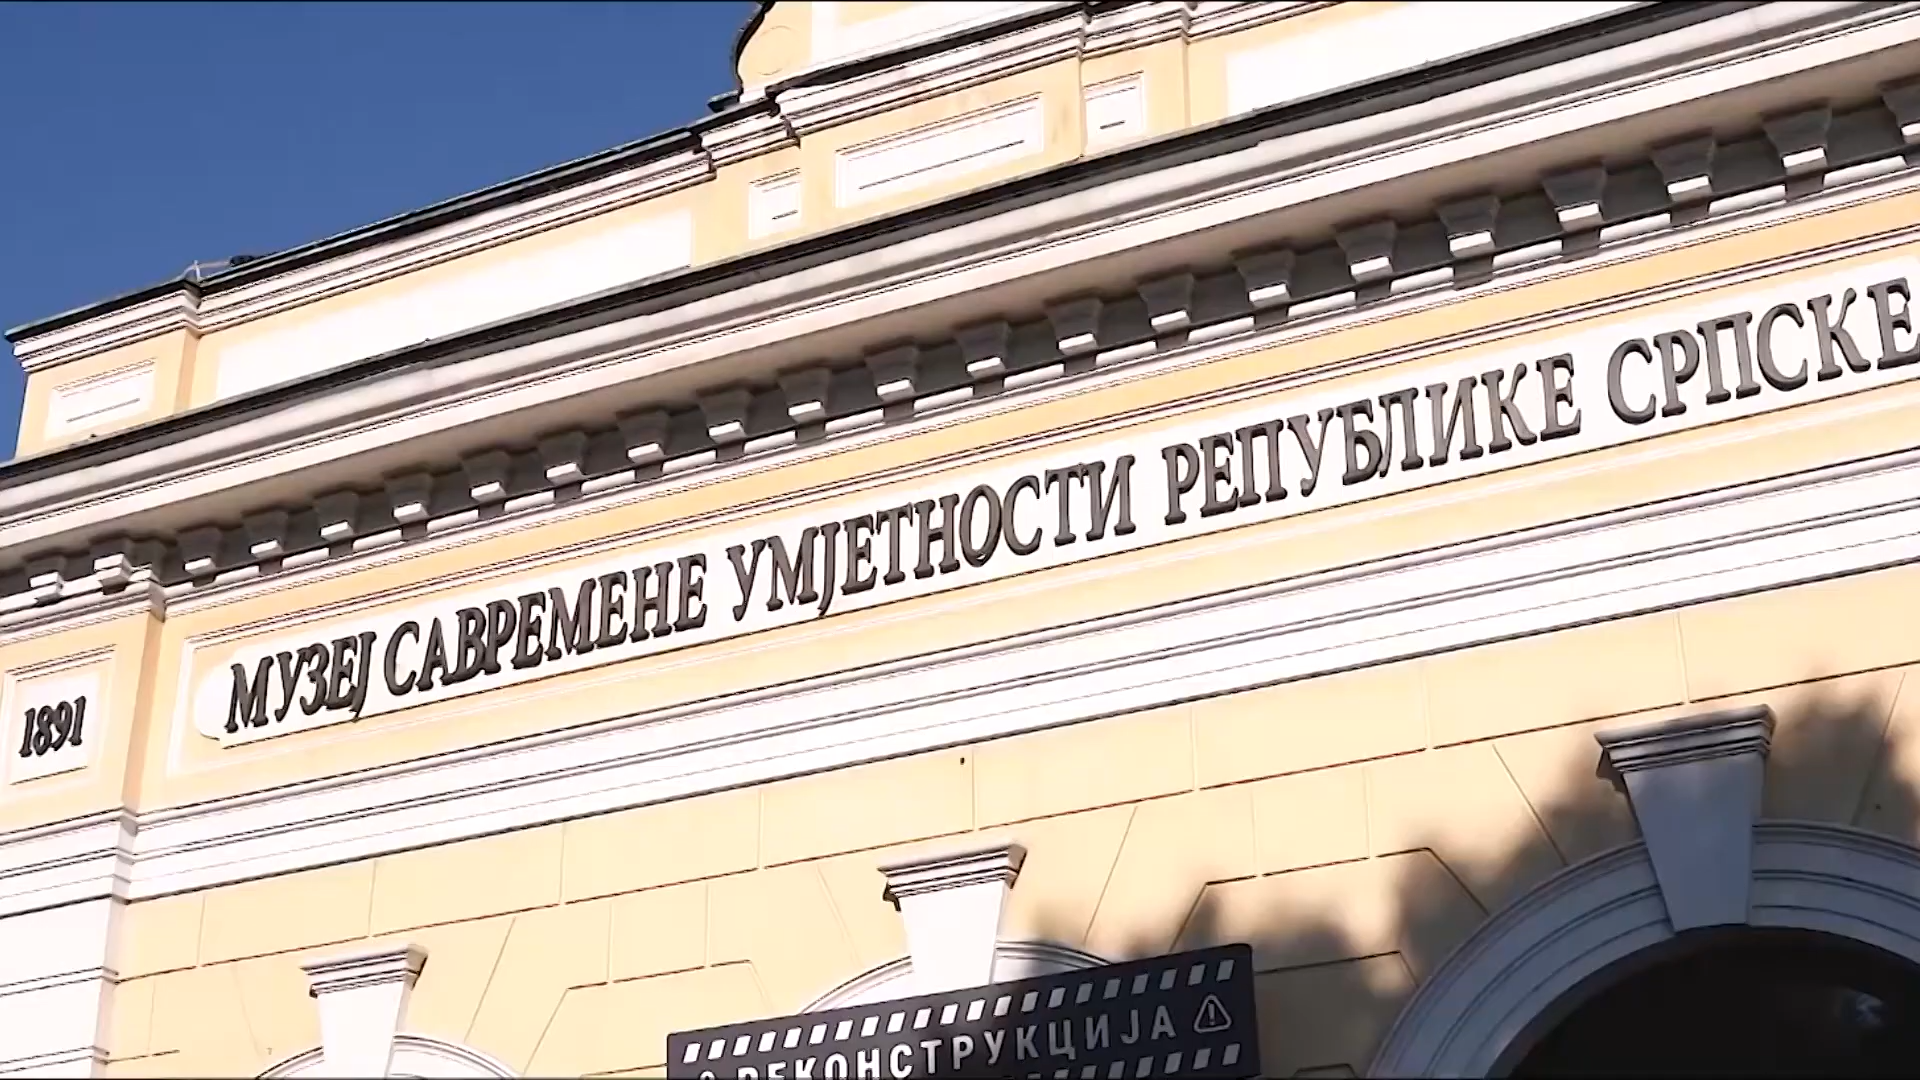 МУЗЕЈ САВРЕМЕНЕ УМЈЕТНОСТИ РЕПУБЛИКЕ СРПСКЕ
1891
РЕКОНСТРУКЦИЈА